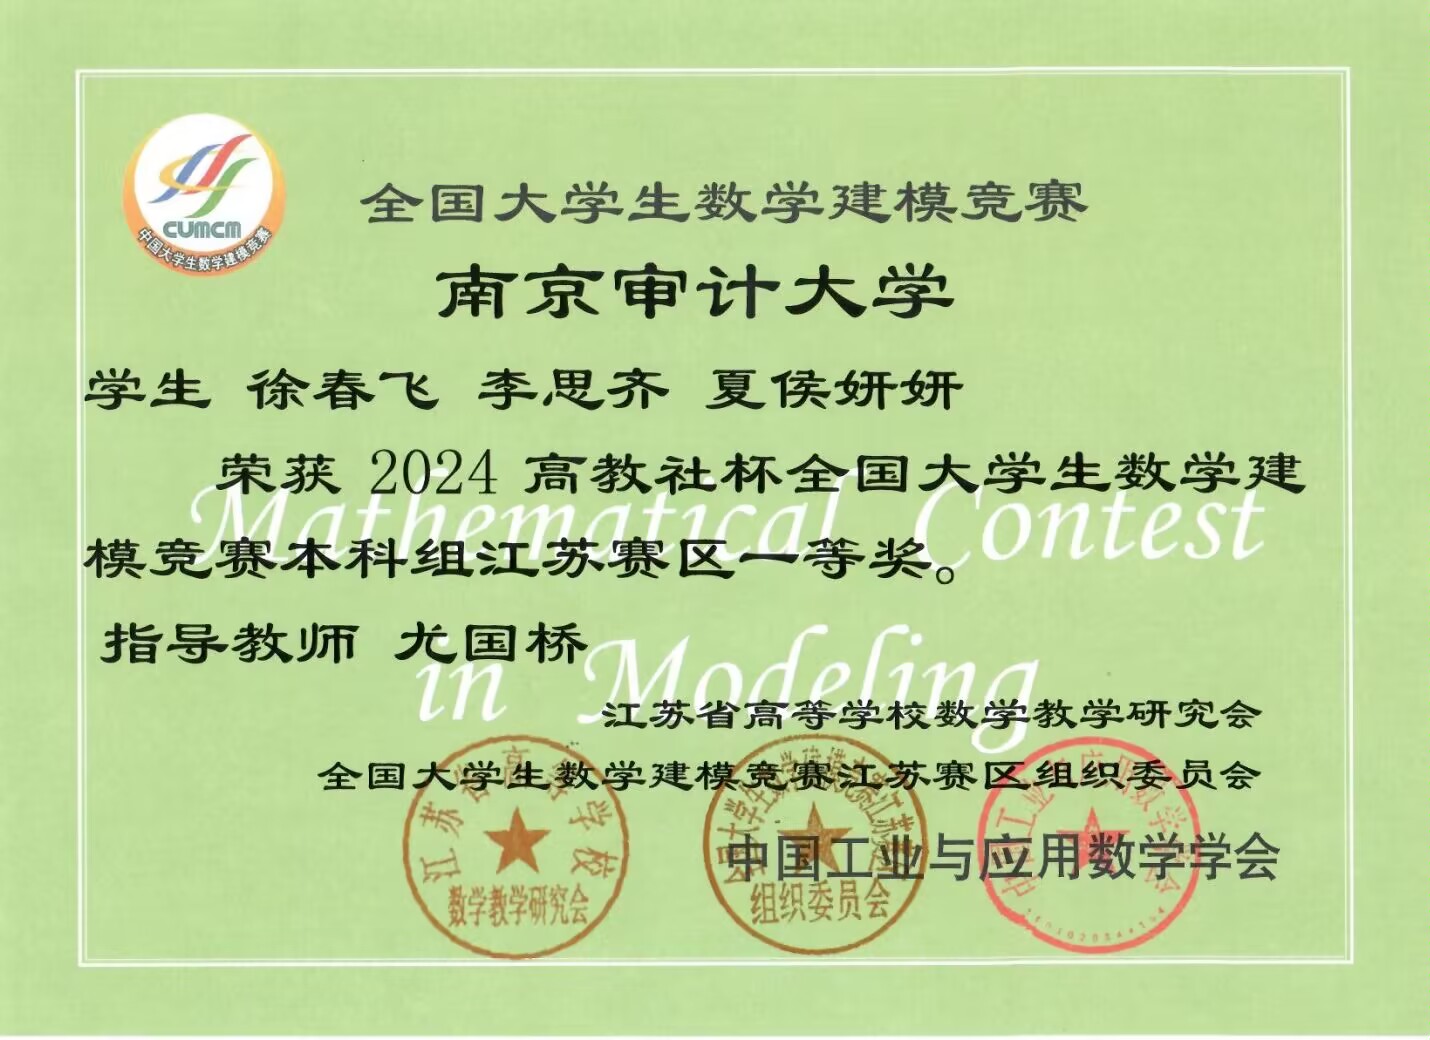 CUMCM
中国大学生数学建模竞赛
全国大学生数学建模竞赛
南京审计大学
学生 徐春飞 李思齐 夏侯妍妍
荣获 2024 高教社杯全国大学生数学建
Mathematical Contest
模竞赛本科组江苏赛区一等奖。
指导教师 尤国桥
in Modeling
江苏省高等学校数学教学研究会
全国大学生数学建模竞赛江苏赛区组织委员会
中国工业与应用数学学会
江苏省高等学校
数学教学研究会
全国大学生数学建模竞赛江苏赛区
组织委员会
中国工业与应用数学学会